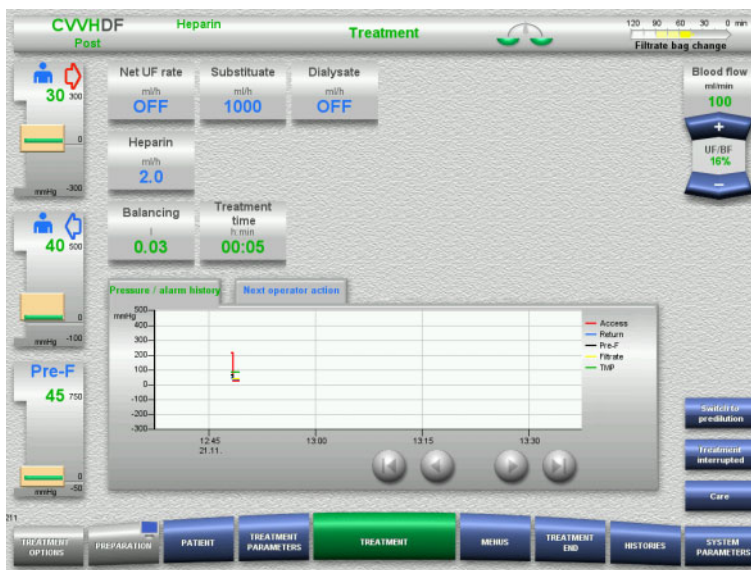 CVVHDF
Post
Heparin
Treatment
120 90 60 30 0 min
Filtrate bag change
30 300
0
mmHg -300
40 500
0
mmHg -100
Pre-F
45 750
0
mmHg -50
Net UF rate
ml/h
OFF
Substituate
ml/h
1000
Dialysate
ml/h
OFF
Heparin
ml/h
2.0
Balancing
l
0.03
Treatment
time
h:min
00:05
Blood flow
ml/min
100
+
UF/BF
16%
−
Pressure / alarm history
Next operator action
mmHg
500
400
300
200
100
0
-100
-200
-300
12:45
21.11.
13:00
13:15
13:30
Access
Return
Pre-F
Filtrate
TMP
Switch to
predilution
Treatment
interrupted
Care
211
TREATMENT
OPTIONS
PREPARATION
PATIENT
TREATMENT
PARAMETERS
TREATMENT
MENUS
TREATMENT
END
HISTORIES
SYSTEM
PARAMETERS